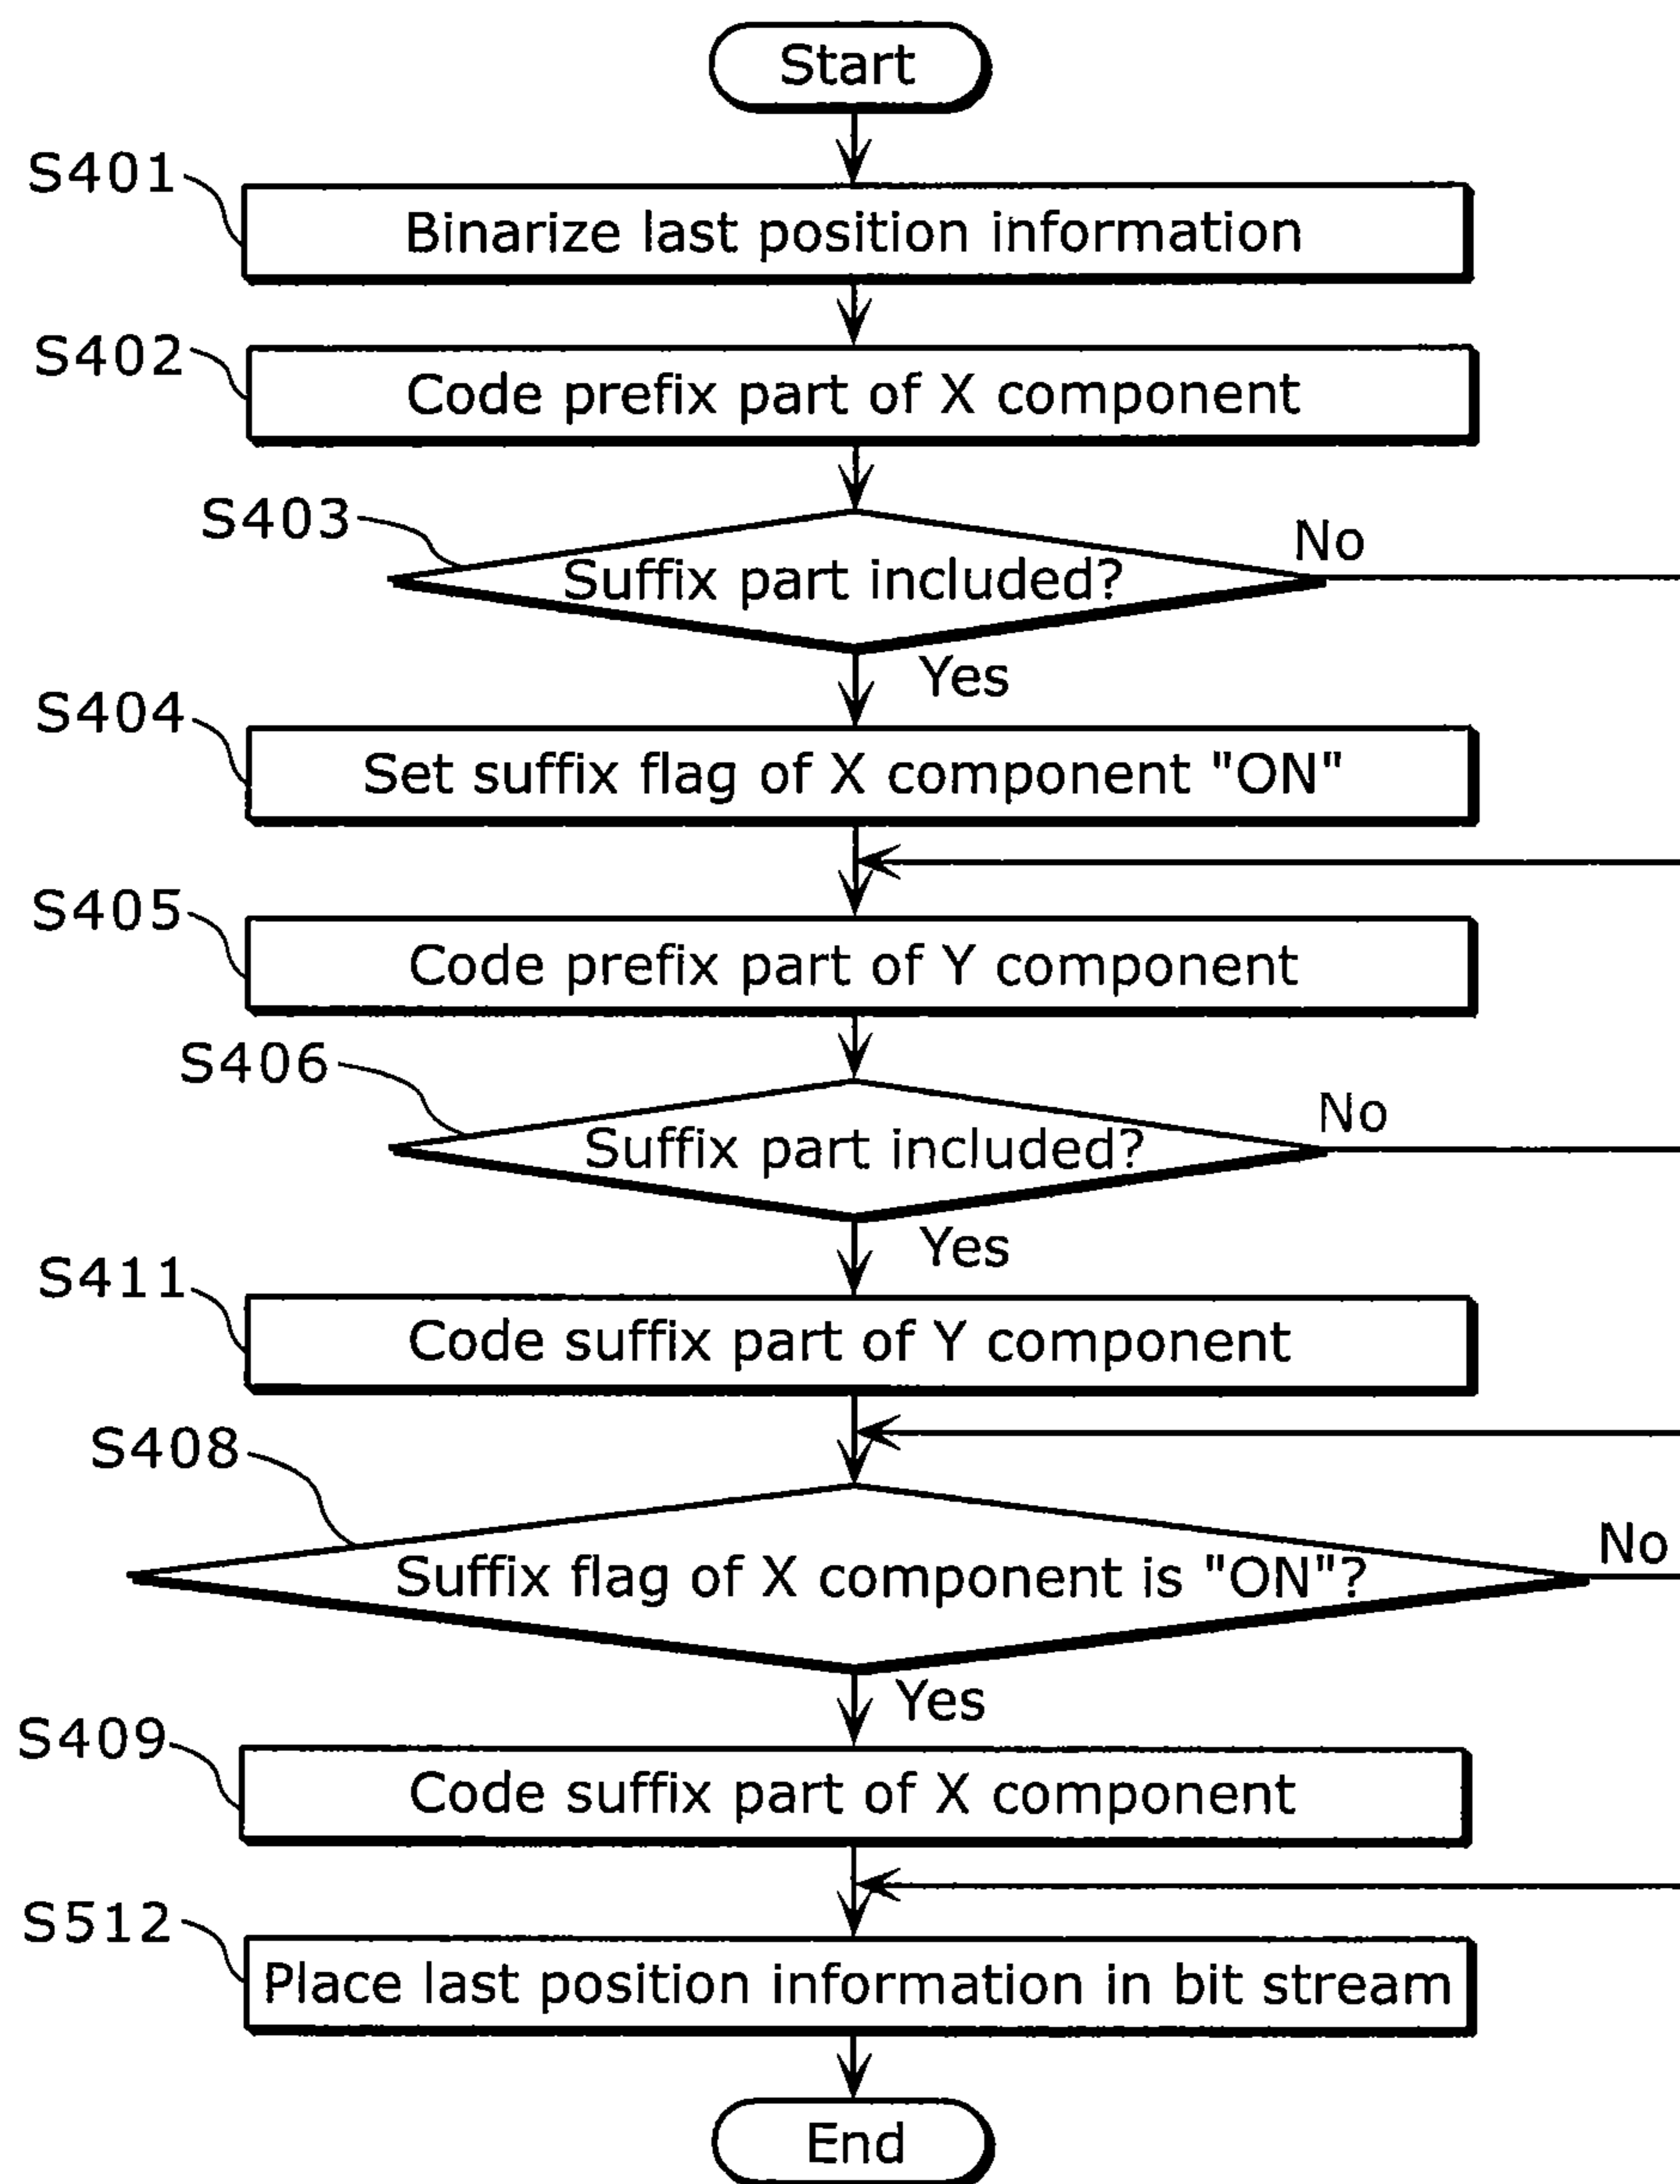 Start
S401
Binarize last position information
S402
Code prefix part of X component
S403
No
Suffix part included?
Yes
S404
Set suffix flag of X component "ON"
S405
Code prefix part of Y component
S406
No
Suffix part included?
Yes
S411
Code suffix part of Y component
S408
No
Suffix flag of X component is "ON"?
Yes
S409
Code suffix part of X component
S512
Place last position information in bit stream
End